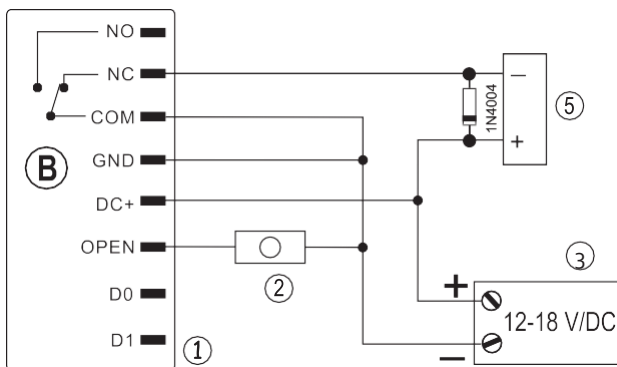 NO
NC
COM
GND
DC+
OPEN
D0
D1
B
1
2
1N4004
−
+
5
3
+
12-18 V/DC
−